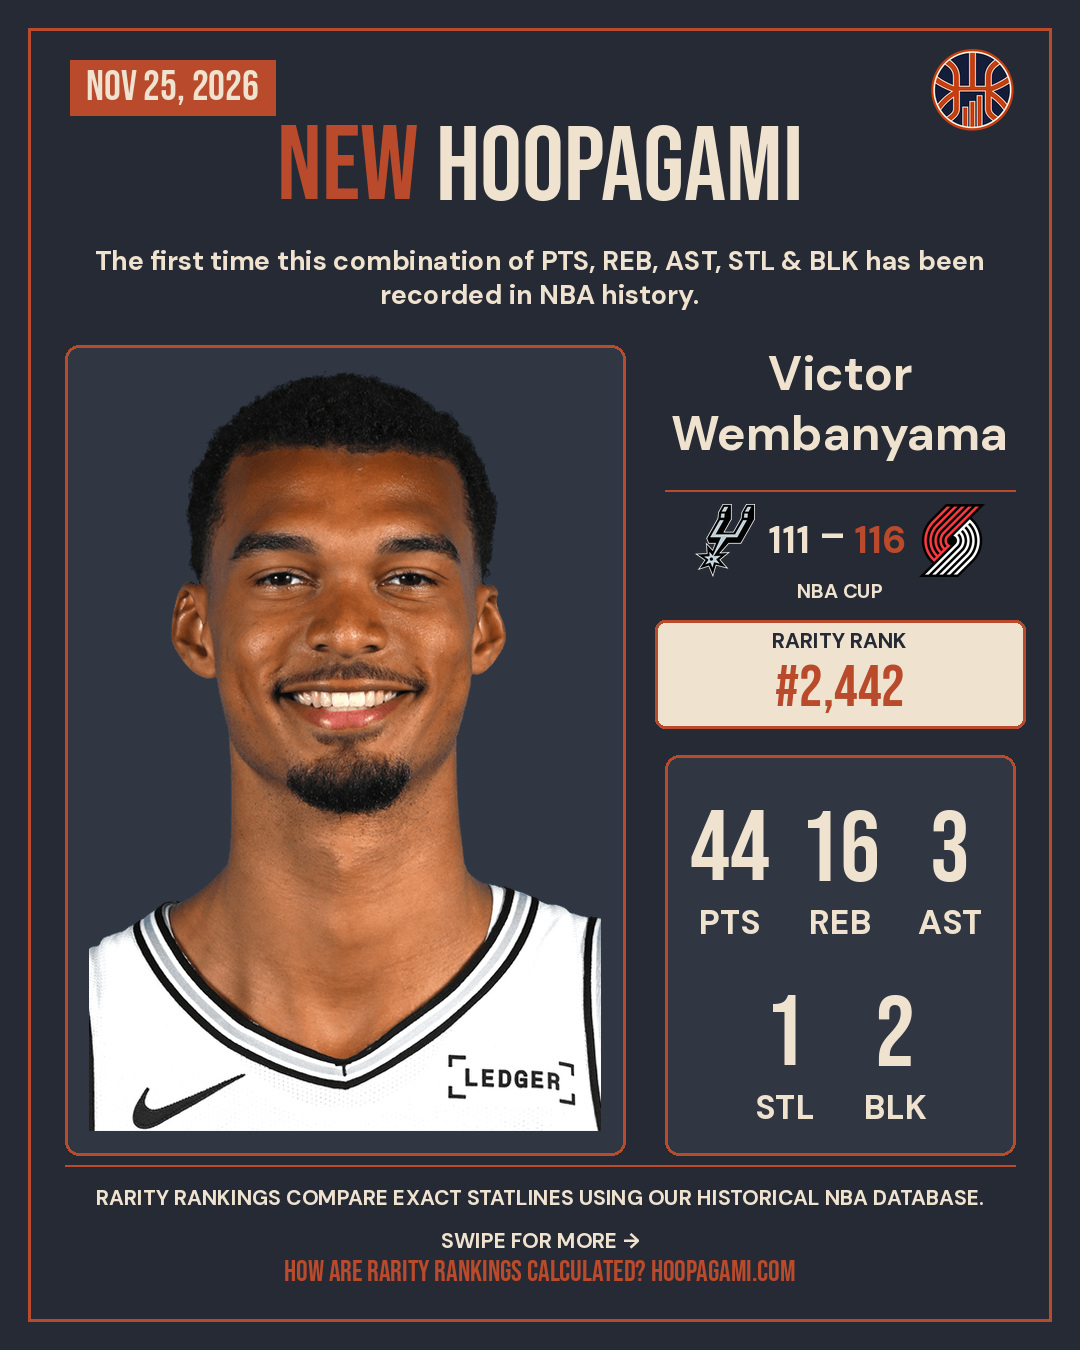 NOV 25, 2026
NEW HOOPAGAMI
The first time this combination of PTS, REB, AST, STL & BLK has been
recorded in NBA history.
Victor
Wembanyama
111 – 116
NBA CUP
RARITY RANK
#2,442
44 16 3
PTS REB AST
1 2
STL BLK
LEDGER
RARITY RANKINGS COMPARE EXACT STATLINES USING OUR HISTORICAL NBA DATABASE.
SWIPE FOR MORE →
HOW ARE RARITY RANKINGS CALCULATED? HOOPAGAMI.COM